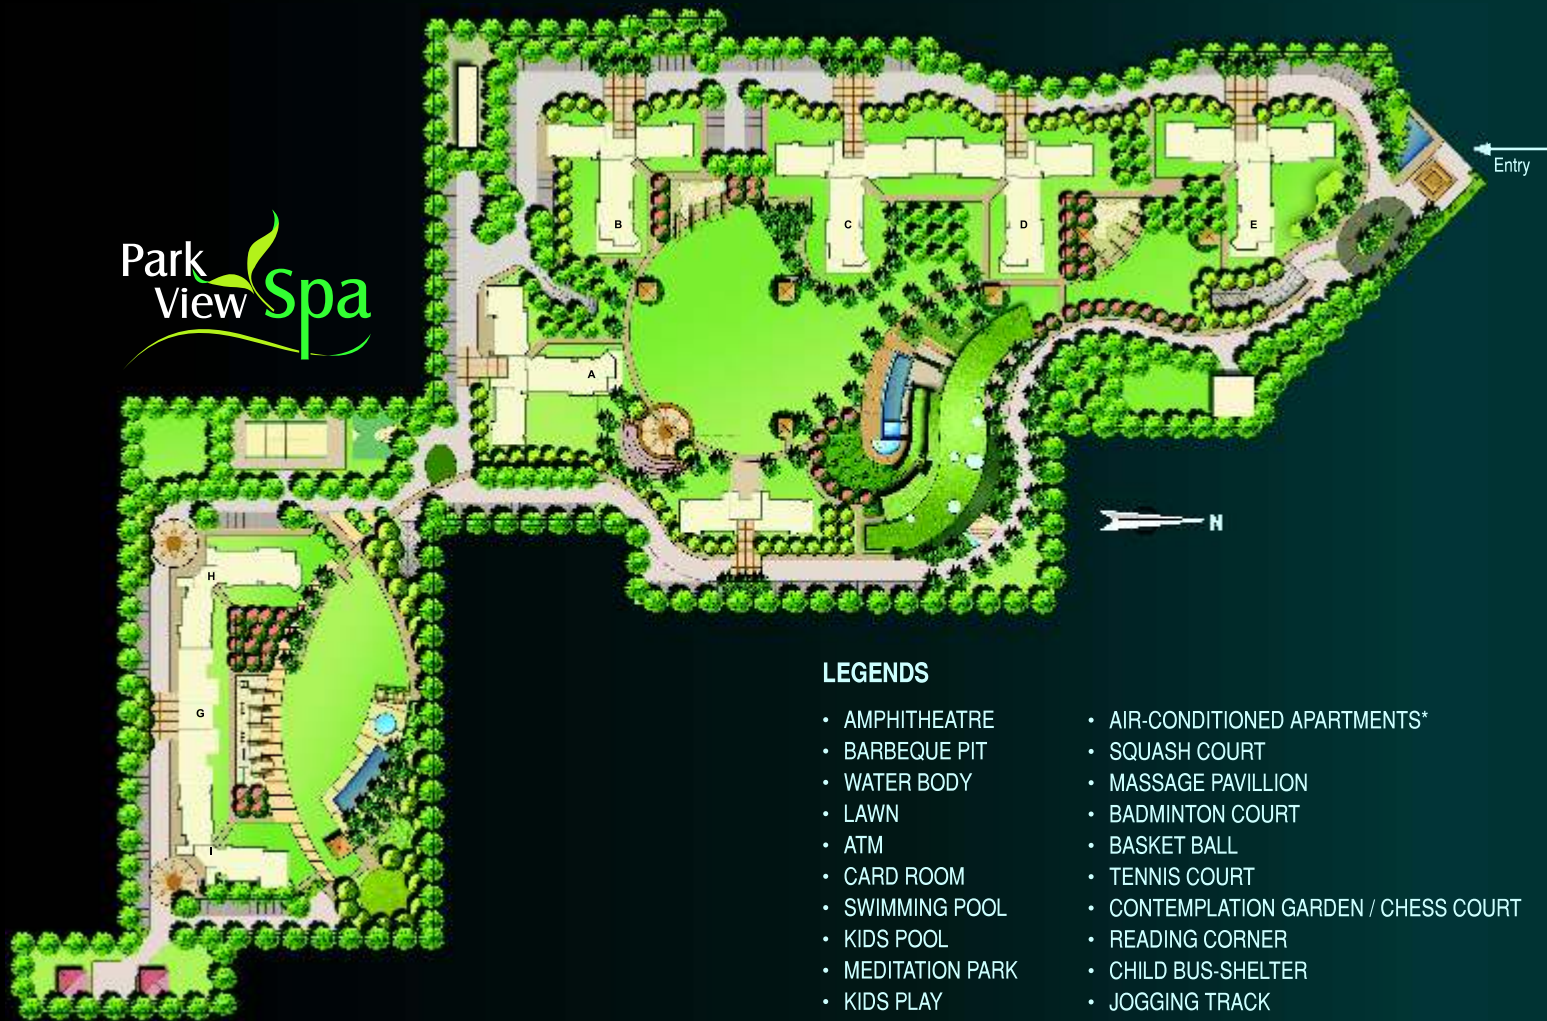 Entry
B
C
D
E
Park
View Spa
A
N
H
G
I
LEGENDS
• AMPHITHEATRE
• BARBEQUE PIT
• WATER BODY
• LAWN
• ATM
• CARD ROOM
• SWIMMING POOL
• KIDS POOL
• MEDITATION PARK
• KIDS PLAY
• AIR-CONDITIONED APARTMENTS*
• SQUASH COURT
• MASSAGE PAVILLION
• BADMINTON COURT
• BASKET BALL
• TENNIS COURT
• CONTEMPLATION GARDEN / CHESS COURT
• READING CORNER
• CHILD BUS-SHELTER
• JOGGING TRACK